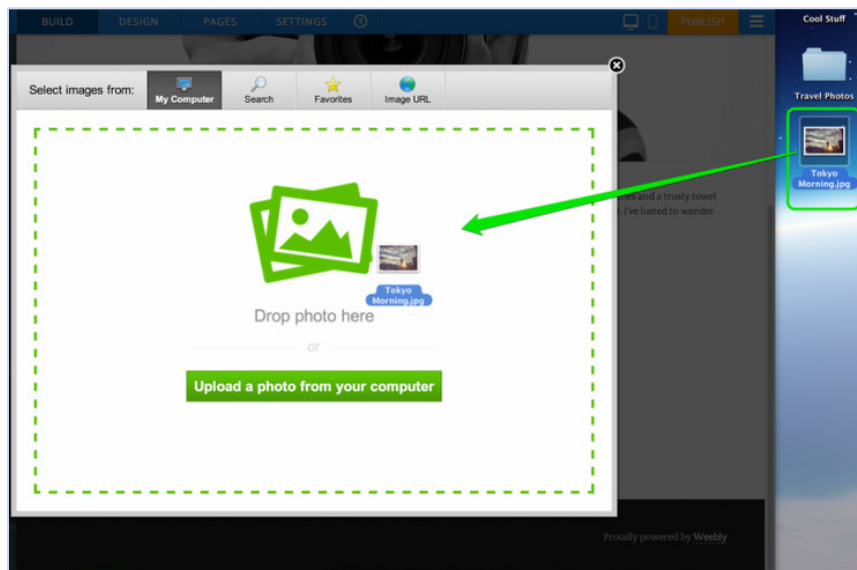 BUILD DESIGN PAGES SETTINGS ? PUBLISH
Cool Stuff
Select images from: My Computer Search Favorites Image URL
Travel Photos
Tokyo
Morning.jpg
and a trusty towel
I've lusted to wander
Tokyo
Morning.jpg
Drop photo here
or
Upload a photo from your computer
Proudly powered by Weebly